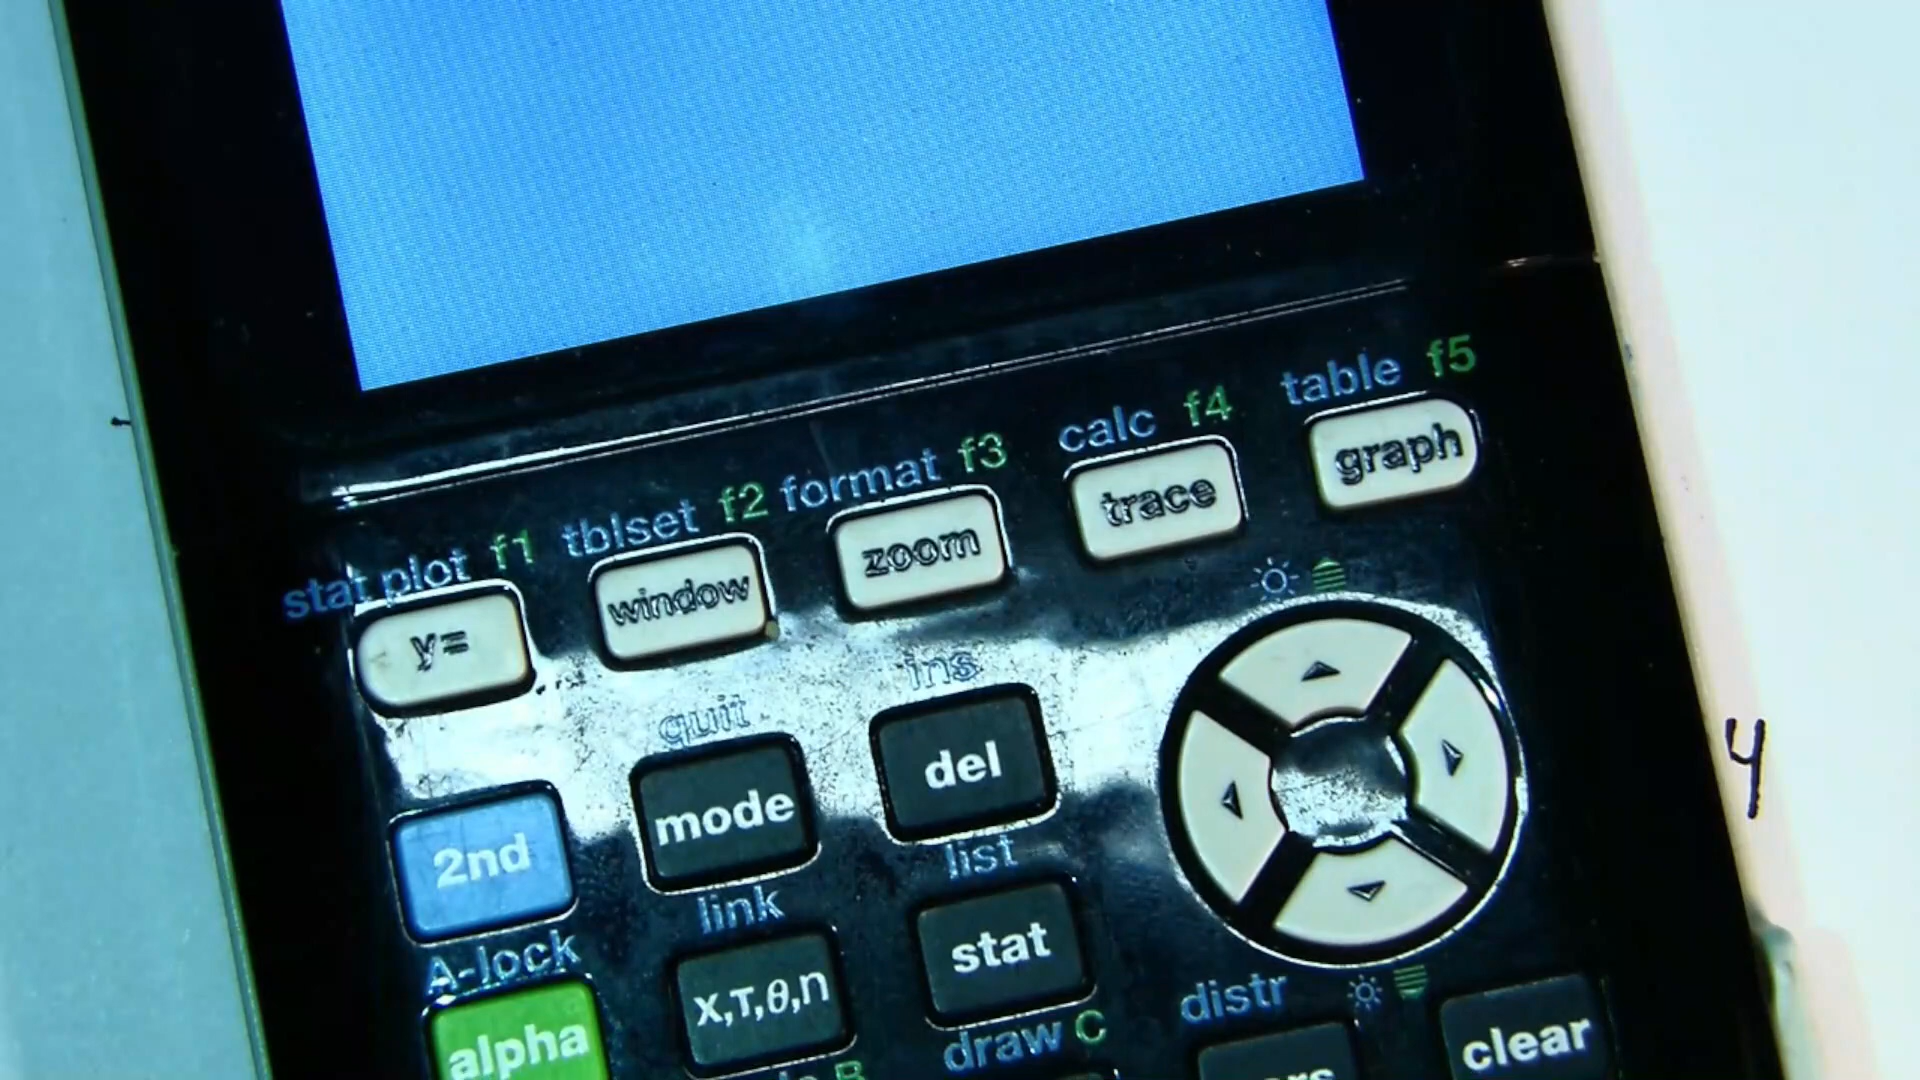 stat plot f1 tblset f2 format f3 calc f4 table f5
y= window zoom trace graph
quit ins
2nd mode del
A-lock link list
alpha X,T,θ,n stat
B draw C distr
clear
4